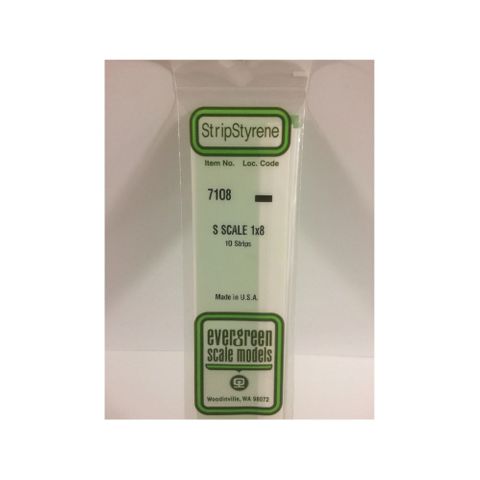 StripStyrene
Item No. Loc. Code
7108
S SCALE 1x8
10 Strips
Made in U.S.A.
evergreen
scale models
Woodinville, WA 98072